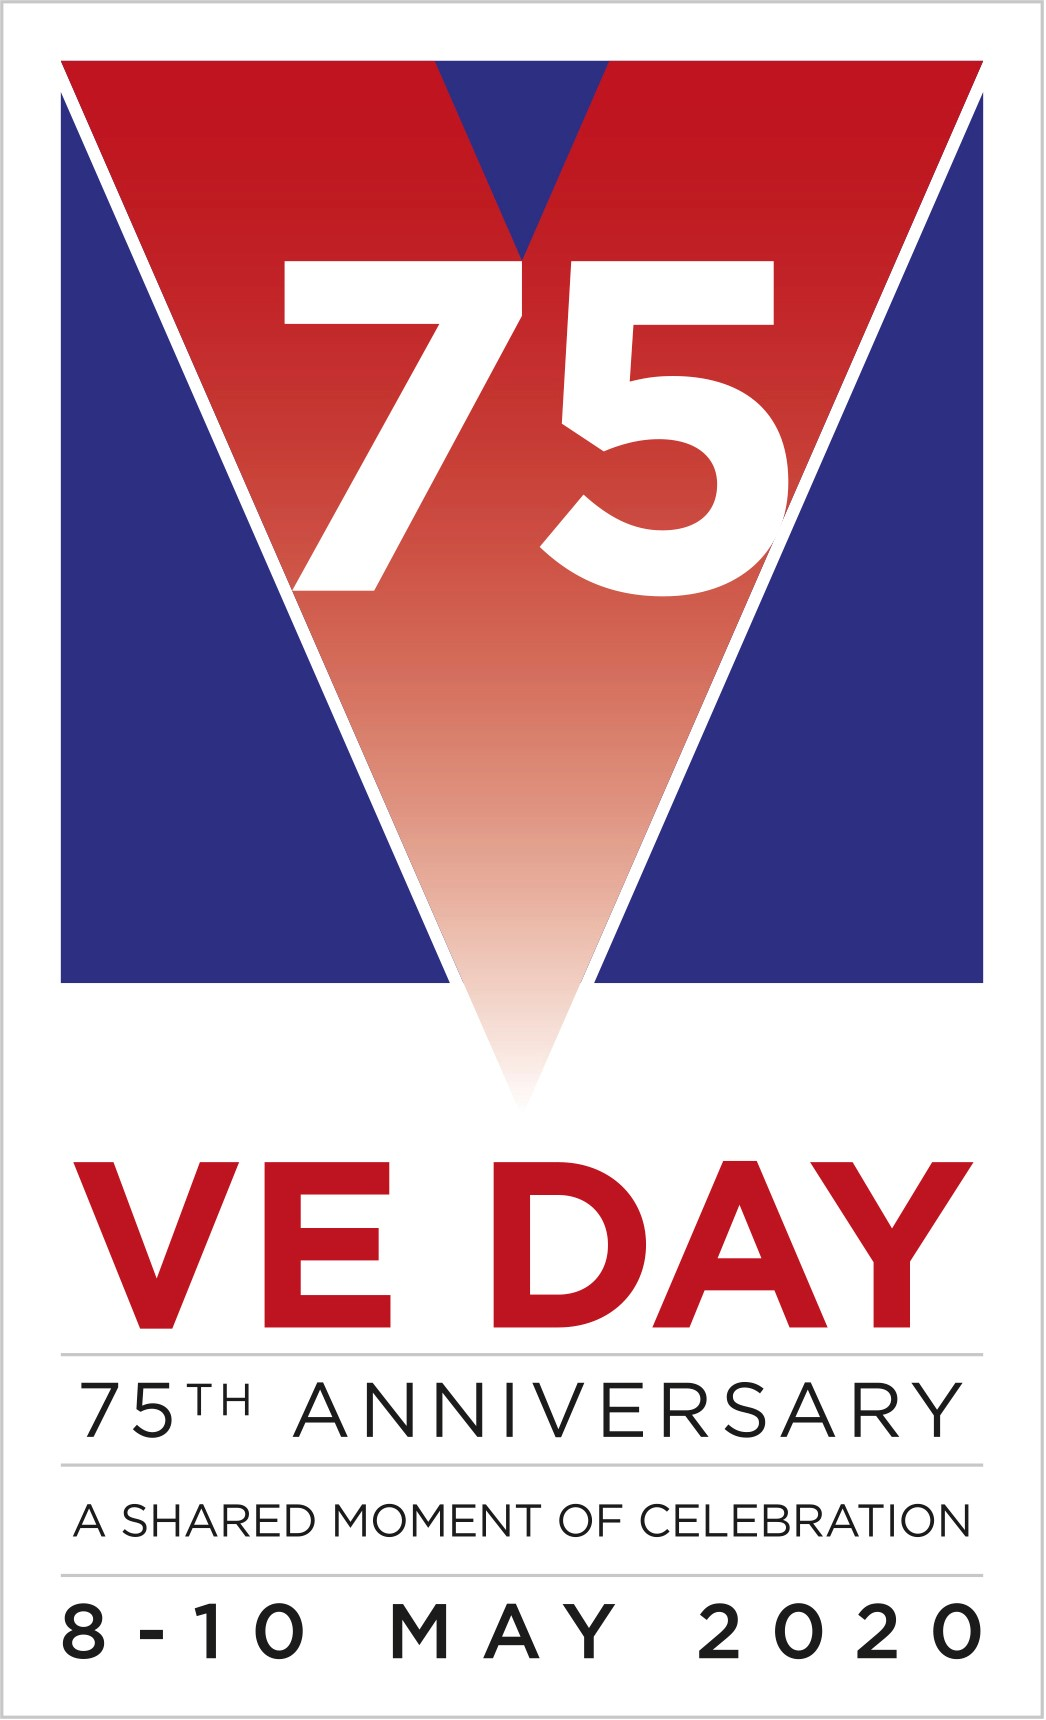 75
VE DAY
75TH ANNIVERSARY
A SHARED MOMENT OF CELEBRATION
8-10 MAY 2020